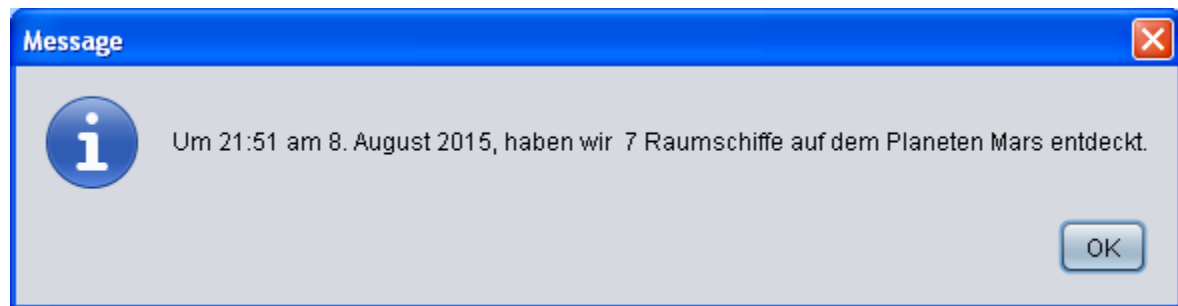 Message
Um 21:51 am 8. August 2015, haben wir  7 Raumschiffe auf dem Planeten Mars entdeckt.
OK